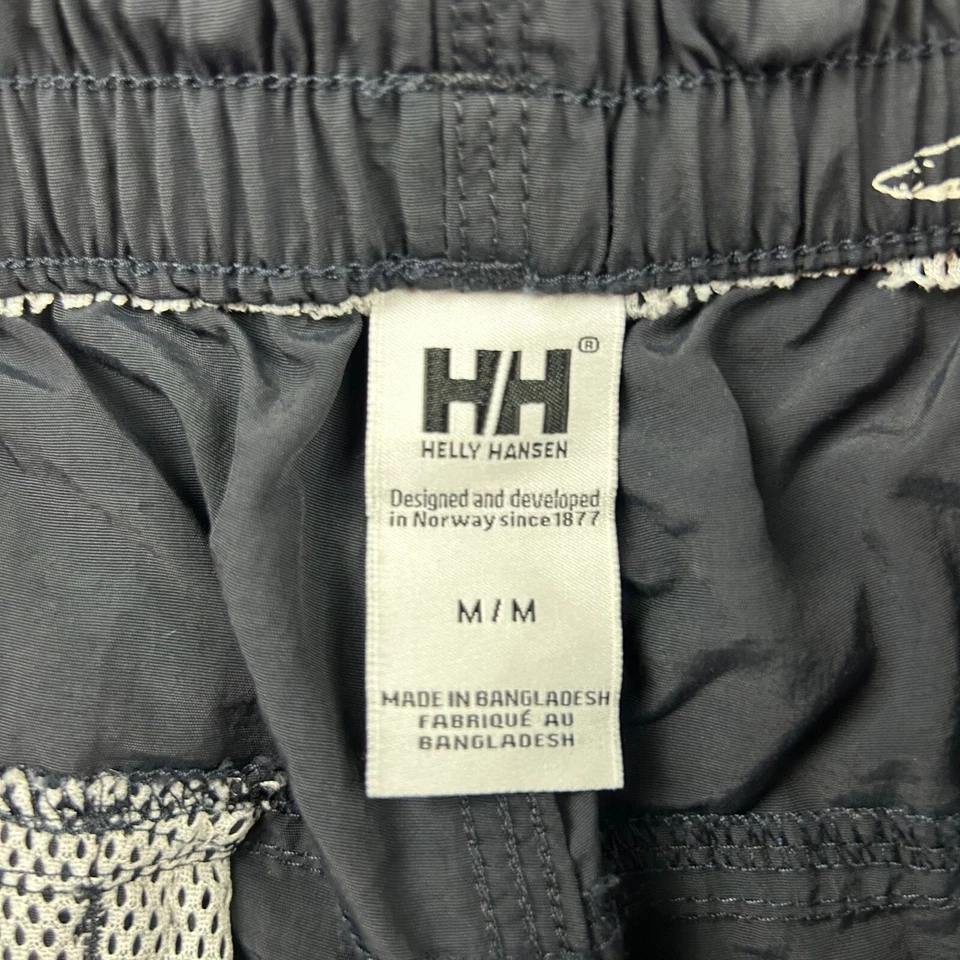 HH®
HELLY HANSEN
Designed and developed
in Norway since 1877
M / M
MADE IN BANGLADESH
FABRIQUÉ AU
BANGLADESH